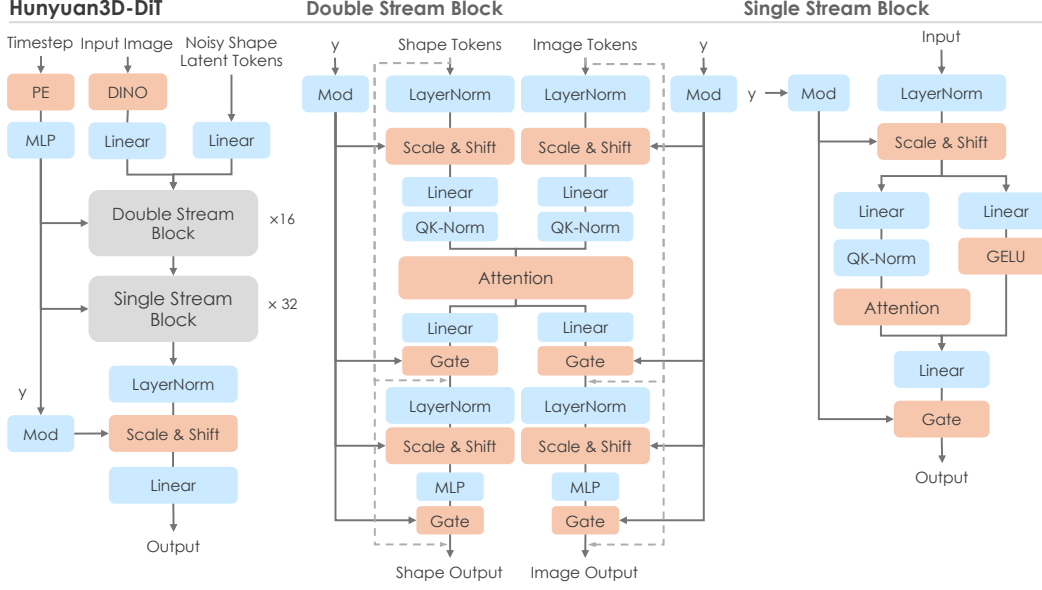 Hunyuan3D-DiT
Timestep
Input Image
Noisy Shape
Latent Tokens
PE
DINO
MLP
Linear
Linear
Double Stream
Block
×16
Single Stream
Block
× 32
LayerNorm
y
Mod
Scale & Shift
Linear
Output
Double Stream Block
y
Shape Tokens
Image Tokens
y
Mod
LayerNorm
LayerNorm
Mod
Scale & Shift
Scale & Shift
Linear
Linear
QK-Norm
QK-Norm
Attention
Linear
Linear
Gate
Gate
LayerNorm
LayerNorm
Scale & Shift
Scale & Shift
MLP
MLP
Gate
Gate
Shape Output
Image Output
Single Stream Block
Input
y
Mod
LayerNorm
Scale & Shift
Linear
Linear
QK-Norm
GELU
Attention
Linear
Gate
Output